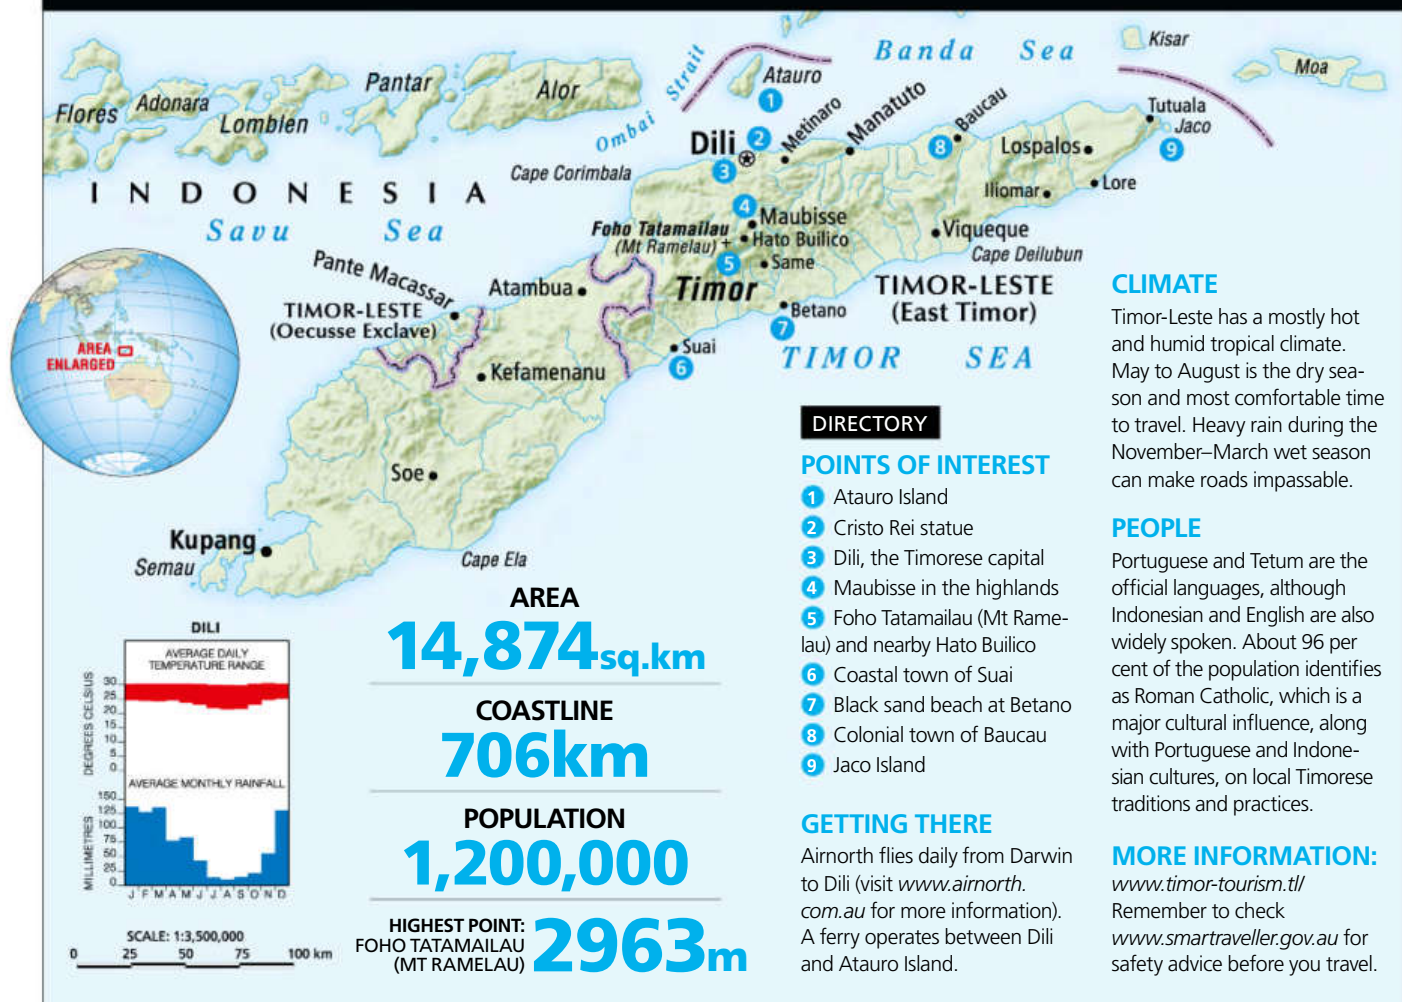 Banda Sea
Kisar
Moa
Ombai Strait
Atauro
1
Flores
Adonara
Lomblen
Pantar
Alor
Metinaro
Manatuto
Baucau
Tutuala
Jaco
9
Dili
2
3
8
Lospalos
Cape Corimbala
INDONESIA
Iliomar
Lore
Savu Sea
4
Maubisse
Foho Tatamailau
(Mt Ramelau) +
Hato Builico
Viqueque
5
Same
Cape Deilubun
Pante Macassar
Atambua
Timor
TIMOR-LESTE
(East Timor)
TIMOR-LESTE
(Oecusse Exclave)
Betano
7
Suai
6
TIMOR SEA
AREA
ENLARGED
Kefamenanu
Soe
Kupang
Semau
Cape Ela
AREA
14,874sq.km
COASTLINE
706km
POPULATION
1,200,000
HIGHEST POINT:
FOHO TATAMAILAU
(MT RAMELAU)
2963m
DILI
AVERAGE DAILY
TEMPERATURE RANGE
DEGREES CELSIUS
30
25
20
15
10
5
0
AVERAGE MONTHLY RAINFALL
MILLIMETRES
150
125
100
75
50
25
0
J F M A M J J A S O N D
SCALE: 1:3,500,000
0 25 50 75 100 km
DIRECTORY
POINTS OF INTEREST
1 Atauro Island
2 Cristo Rei statue
3 Dili, the Timorese capital
4 Maubisse in the highlands
5 Foho Tatamailau (Mt Rame-
lau) and nearby Hato Builico
6 Coastal town of Suai
7 Black sand beach at Betano
8 Colonial town of Baucau
9 Jaco Island
GETTING THERE
Airnorth flies daily from Darwin
to Dili (visit www.airnorth.
com.au for more information).
A ferry operates between Dili
and Atauro Island.
CLIMATE
Timor-Leste has a mostly hot
and humid tropical climate.
May to August is the dry sea-
son and most comfortable time
to travel. Heavy rain during the
November–March wet season
can make roads impassable.
PEOPLE
Portuguese and Tetum are the
official languages, although
Indonesian and English are also
widely spoken. About 96 per
cent of the population identifies
as Roman Catholic, which is a
major cultural influence, along
with Portuguese and Indone-
sian cultures, on local Timorese
traditions and practices.
MORE INFORMATION:
www.timor-tourism.tl/
Remember to check
www.smartraveller.gov.au for
safety advice before you travel.